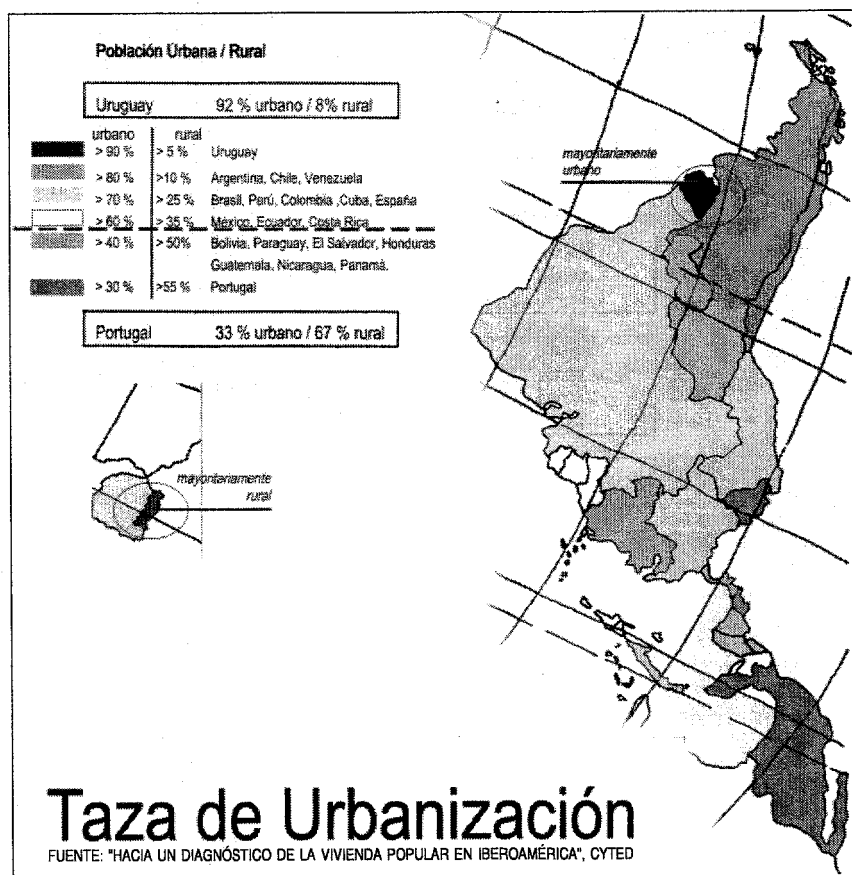 Población Urbana / Rural
Uruguay 92 % urbano / 8% rural
urbano rural
> 90 % > 5 % Uruguay
> 80 % >10 % Argentina, Chile, Venezuela
> 70 % > 25 % Brasil, Perú, Colombia ,Cuba, España
> 60 % > 35 % México, Ecuador, Costa Rica
> 40 % > 50% Bolivia, Paraguay, El Salvador, Honduras
Guatemala, Nicaragua, Panamá.
> 30 % >55 % Portugal
Portugal 33 % urbano / 67 % rural
mayoritariamente
urbano
mayoritariamente
rural
Taza de Urbanización
FUENTE: "HACIA UN DIAGNÓSTICO DE LA VIVIENDA POPULAR EN IBEROAMÉRICA", CYTED